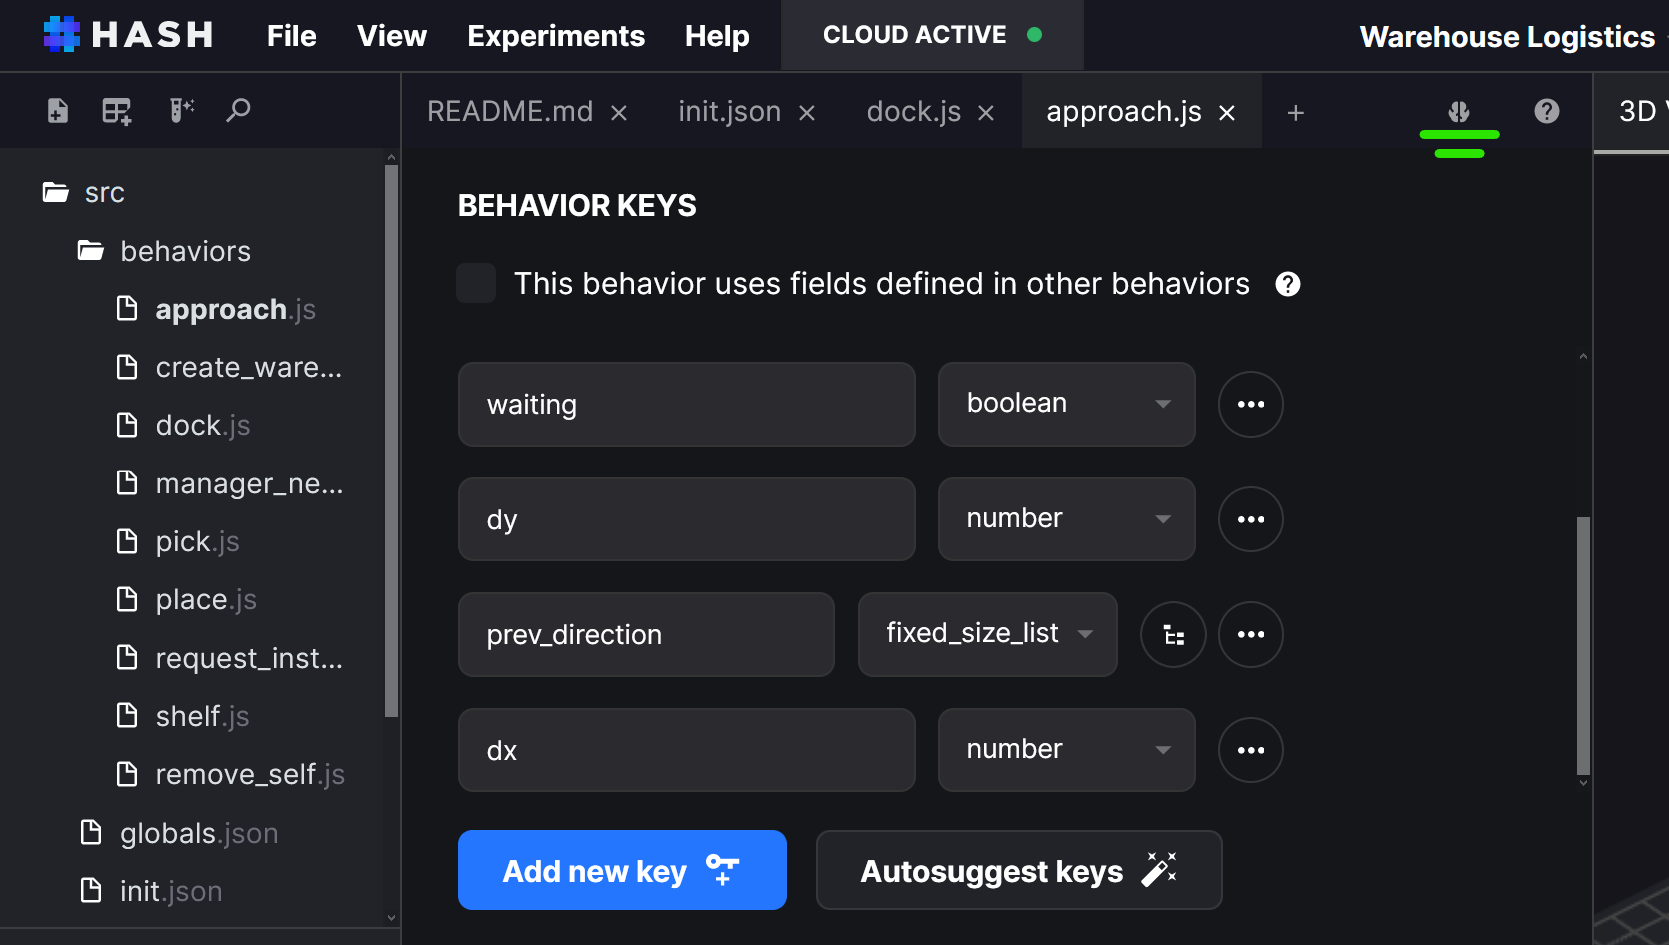 HASH File View Experiments Help CLOUD ACTIVE Warehouse Logistics
README.md init.json dock.js approach.js 3D
src
behaviors
approach.js
create_ware...
dock.js
manager_ne...
pick.js
place.js
request_inst...
shelf.js
remove_self.js
globals.json
init.json
BEHAVIOR KEYS
This behavior uses fields defined in other behaviors
waiting boolean
dy number
prev_direction fixed_size_list
dx number
Add new key Autosuggest keys